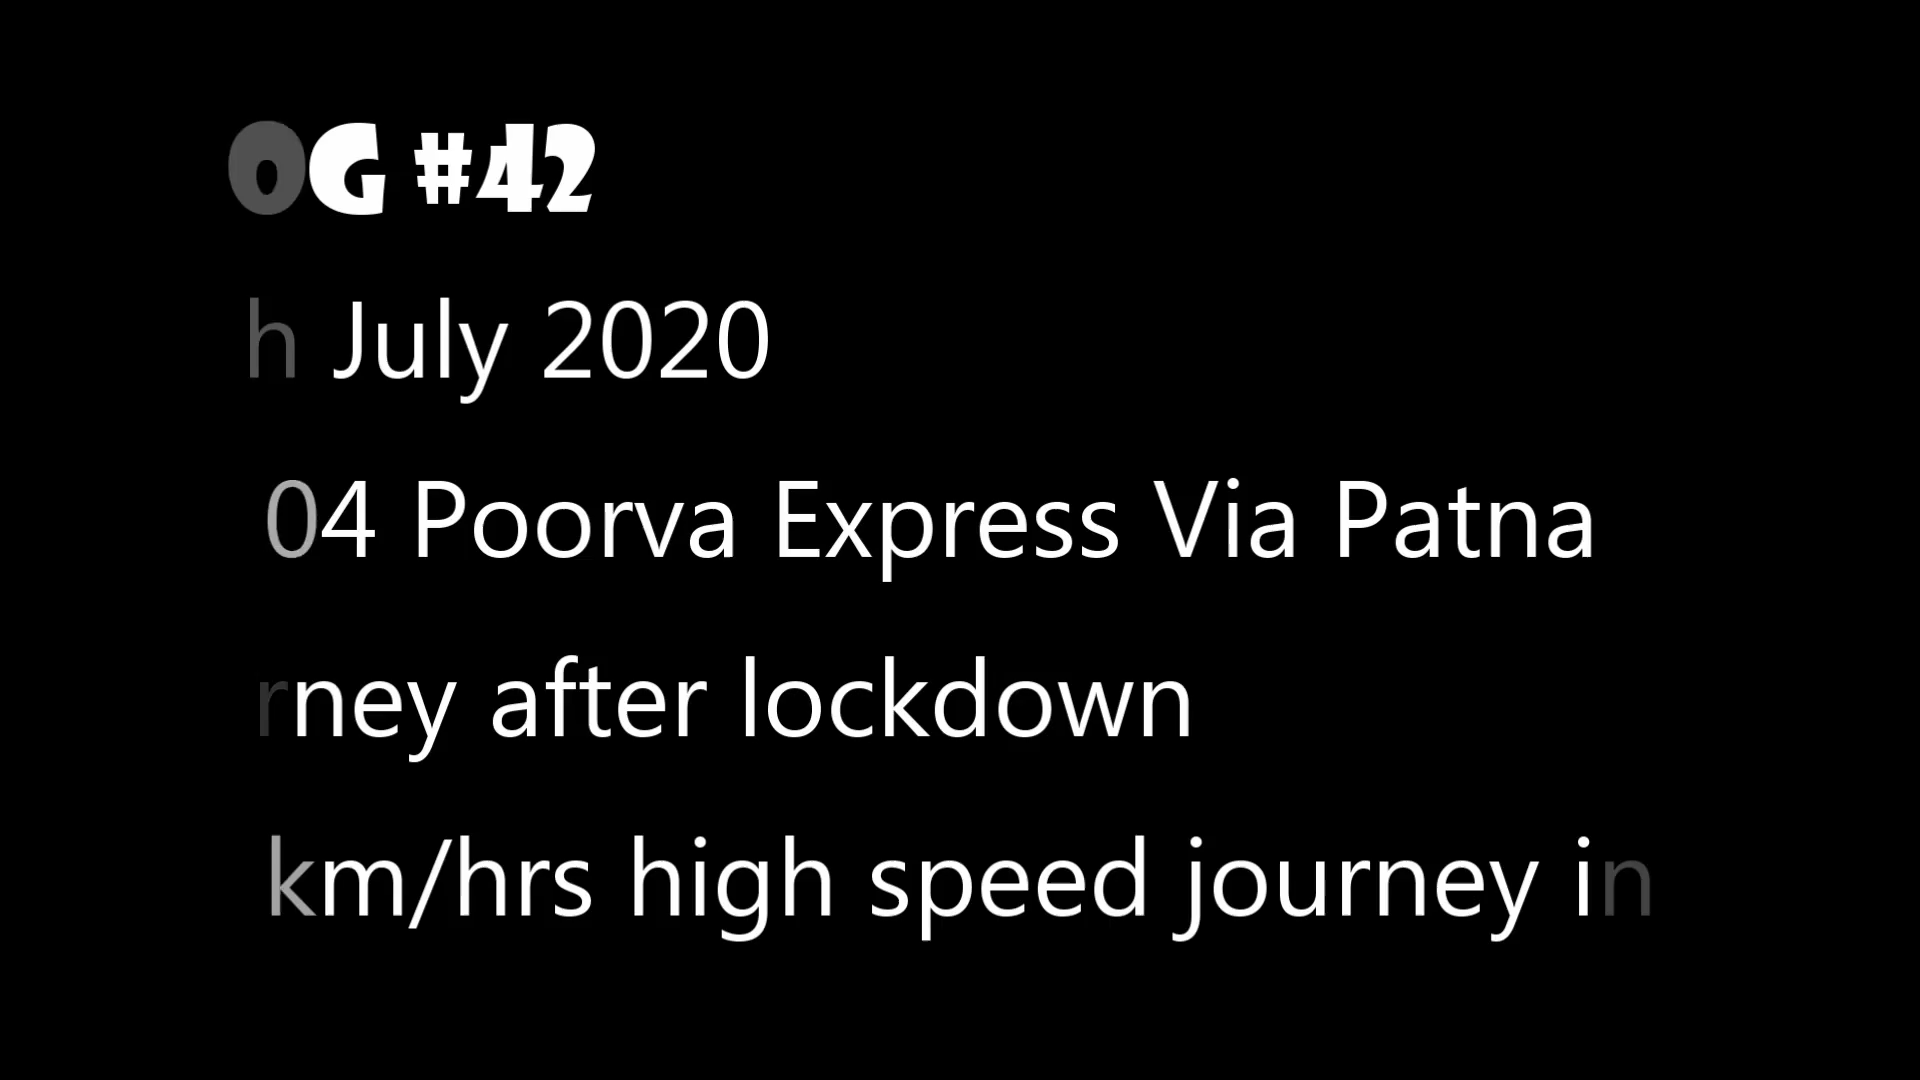 OG #42
h July 2020
04 Poorva Express Via Patna
rney after lockdown
km/hrs high speed journey in